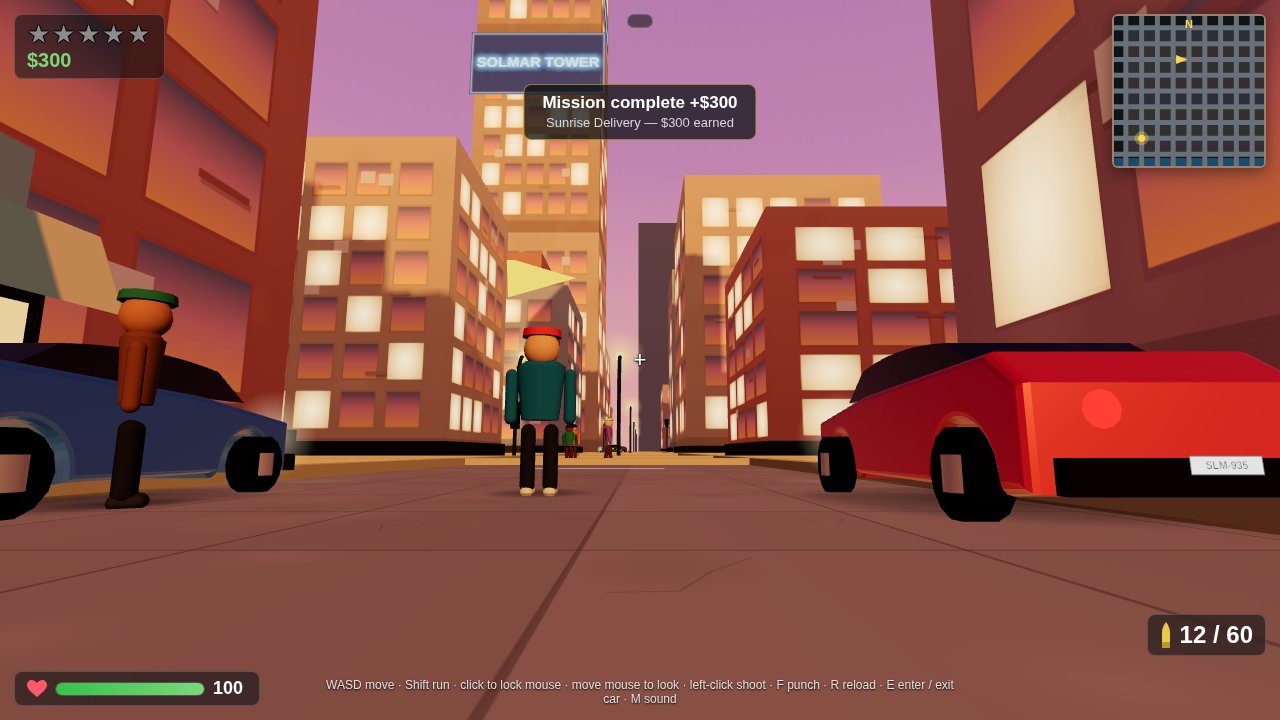 $300
SOLMAR TOWER
Mission complete +$300
Sunrise Delivery — $300 earned
N
SLM-935
12 / 60
100
WASD move · Shift run · click to lock mouse · move mouse to look · left-click shoot · F punch · R reload · E enter / exit
car · M sound